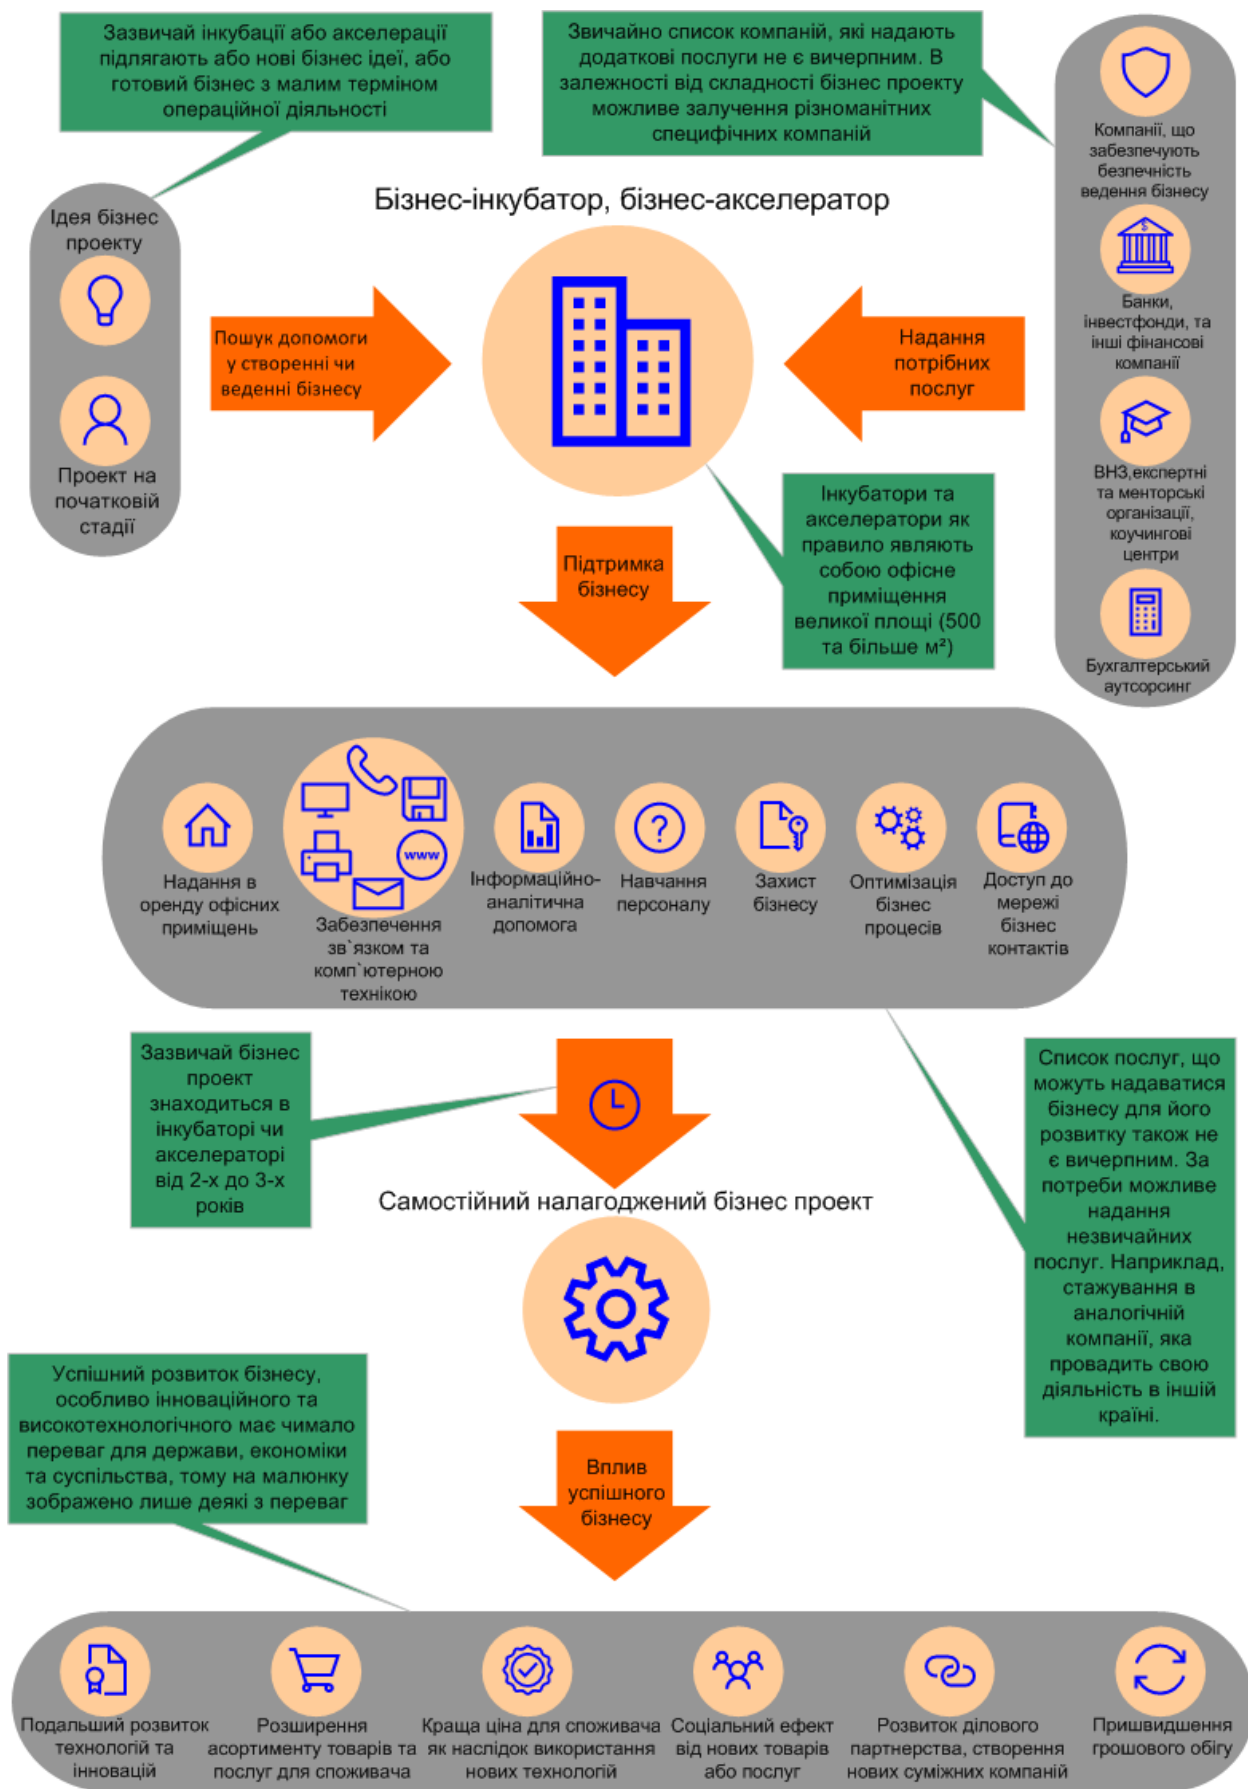 Зазвичай інкубації або акселерації
підлягають або нові бізнес ідеї, або
готовий бізнес з малим терміном
операційної діяльності
Звичайно список компаній, які надають
додаткові послуги не є вичерпним. В
залежності від складності бізнес проекту
можливе залучення різноманітних
специфічних компаній
Компанії, що
забезпечують
безпечність
ведення бізнесу
Бізнес-інкубатор, бізнес-акселератор
Ідея бізнес
проекту
Банки,
інвестфонди, та
інші фінансові
компанії
Пошук допомоги
у створенні чи
веденні бізнесу
Надання
потрібних
послуг
Проект на
початковій
стадії
ВНЗ,експертні
та менторські
організації,
коучингові
центри
Інкубатори та
акселератори як
правило являють
собою офісне
приміщення
великої площі (500
та більше м²)
Підтримка
бізнесу
Бухгалтерський
аутсорсинг
www
Надання в
оренду офісних
приміщень
Забезпечення
зв`язком та
комп`ютерною
технікою
Інформаційно-
аналітична
допомога
Навчання
персоналу
Захист
бізнесу
Оптимізація
бізнес
процесів
Доступ до
мережі
бізнес
контактів
Зазвичай бізнес
проект
знаходиться в
інкубаторі чи
акселераторі
від 2-х до 3-х
років
Список послуг, що
можуть надаватися
бізнесу для його
розвитку також не
є вичерпним. За
потреби можливе
надання
незвичайних
послуг. Наприклад,
стажування в
аналогічній
компанії, яка
провадить свою
діяльність в іншій
країні.
Самостійний налагоджений бізнес проект
Успішний розвиток бізнесу,
особливо інноваційного та
високотехнологічного має чимало
переваг для держави, економіки
та суспільства, тому на малюнку
зображено лише деякі з переваг
Вплив
успішного
бізнесу
Подальший розвиток
технологій та
інновацій
Розширення
асортименту товарів та
послуг для споживача
Краща ціна для споживача
як наслідок використання
нових технологій
Соціальний ефект
від нових товарів
або послуг
Розвиток ділового
партнерства, створення
нових суміжних компаній
Пришвидшення
грошового обігу